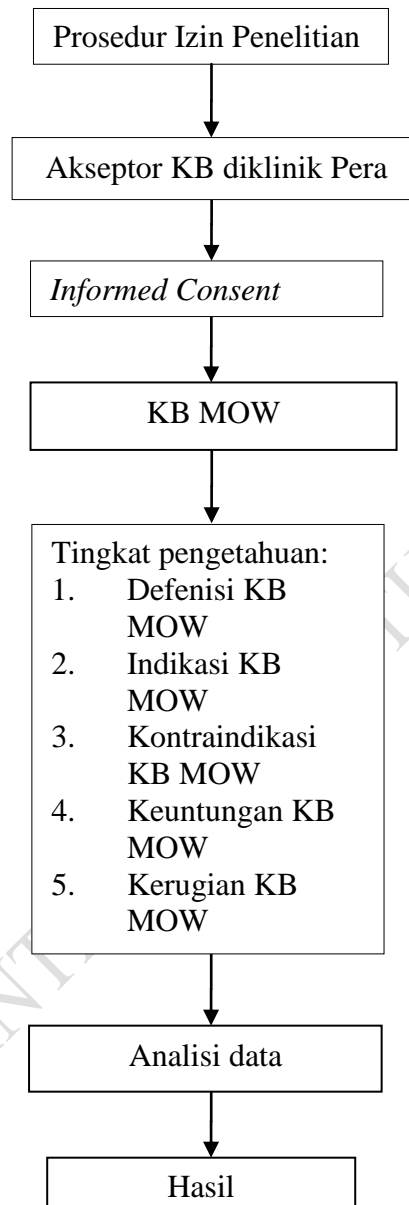 Prosedur Izin Penelitian
Akseptor KB diklinik Pera
Informed Consent
KB MOW
Tingkat pengetahuan:
1. Defenisi KB
MOW
2. Indikasi KB
MOW
3. Kontraindikasi
KB MOW
4. Keuntungan KB
MOW
5. Kerugian KB
MOW
Analisi data
Hasil